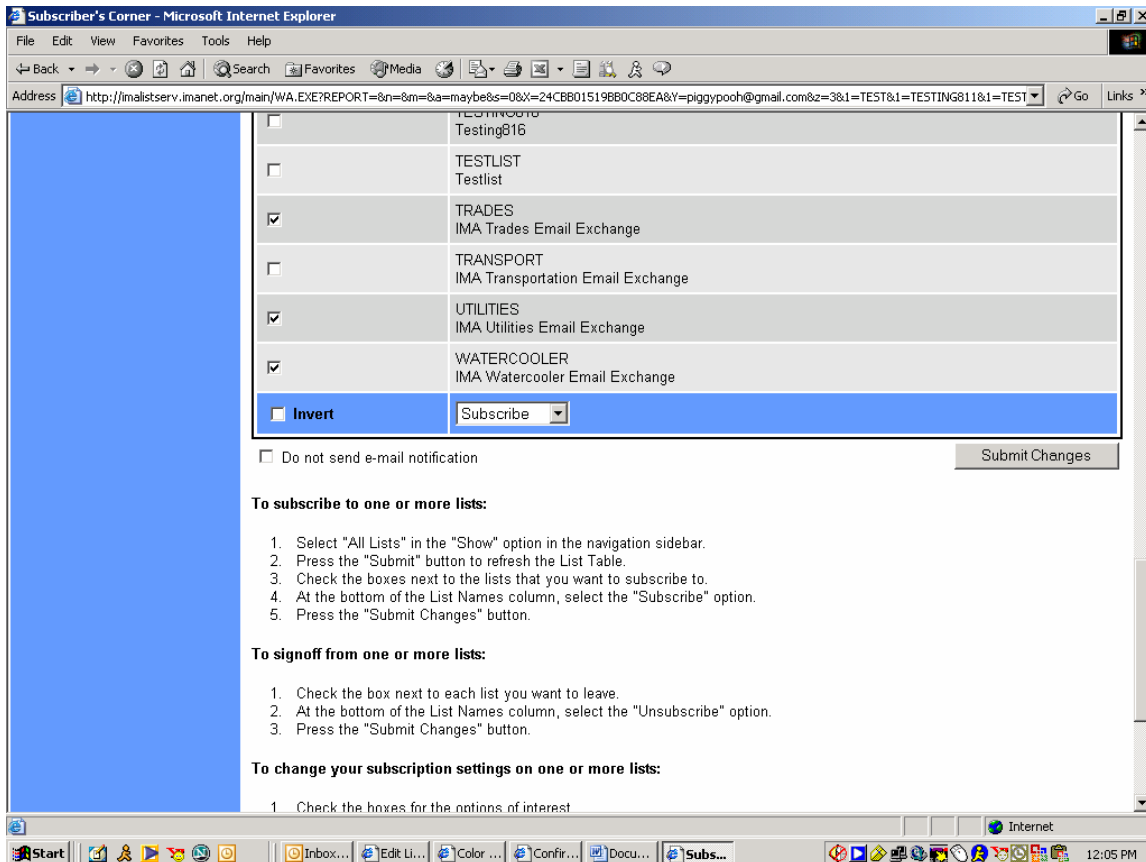 Subscriber's Corner - Microsoft Internet Explorer
File Edit View Favorites Tools Help
Back Search Favorites Media
Address http://imalistserv.imanet.org/main/WA.EXE?REPORT=&n=&m=&a=maybe&s=0&X=24CBB01519BB0C88EA&Y=piggypooh@gmail.com&z=3&1=TEST&1=TESTING811&1=TEST Go Links »
TESTING816
Testing816
TESTLIST
Testlist
TRADES
IMA Trades Email Exchange
TRANSPORT
IMA Transportation Email Exchange
UTILITIES
IMA Utilities Email Exchange
WATERCOOLER
IMA Watercooler Email Exchange
Invert Subscribe
Do not send e-mail notification Submit Changes
To subscribe to one or more lists:
1. Select "All Lists" in the "Show" option in the navigation sidebar.
2. Press the "Submit" button to refresh the List Table.
3. Check the boxes next to the lists that you want to subscribe to.
4. At the bottom of the List Names column, select the "Subscribe" option.
5. Press the "Submit Changes" button.
To signoff from one or more lists:
1. Check the box next to each list you want to leave.
2. At the bottom of the List Names column, select the "Unsubscribe" option.
3. Press the "Submit Changes" button.
To change your subscription settings on one or more lists:
1. Check the boxes for the options of interest
Internet
Start Inbox... Edit Li... Color ... Confir... Docu... Subs... 12:05 PM